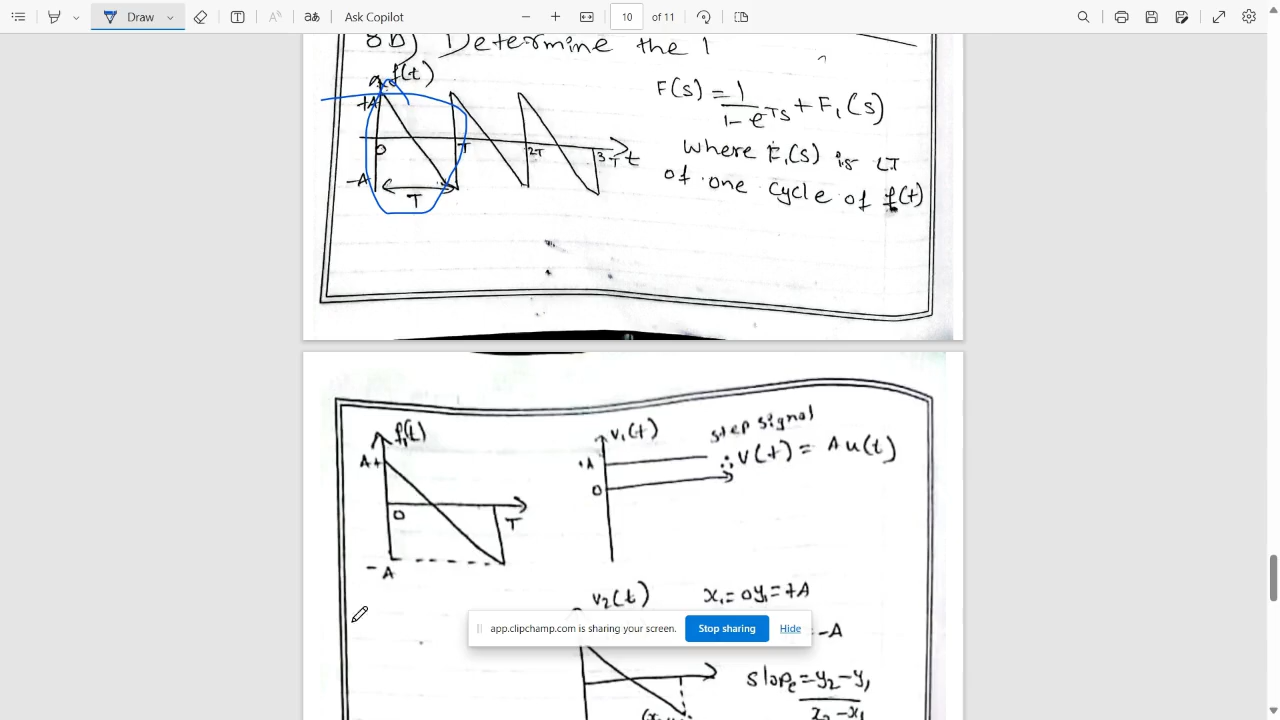 Draw
Ask Copilot
10 of 11
8b) Determine the l
f(t)
+A
0
T
2T
3T
t
-A
T
F(s) = 1
1 - e^Ts + F₁(s)
where F₁(s) is LT
of one cycle of f(t)
f₁(t)
A+
0
T
-A
v₁(t)
+A
0
step signal
∴ V(t) = A u(t)
v₂(t)
x₁ = 0 y₁ = +A
= -A
slope = y₂ - y₁
x₂ - x₁
app.clipchamp.com is sharing your screen.
Stop sharing
Hide